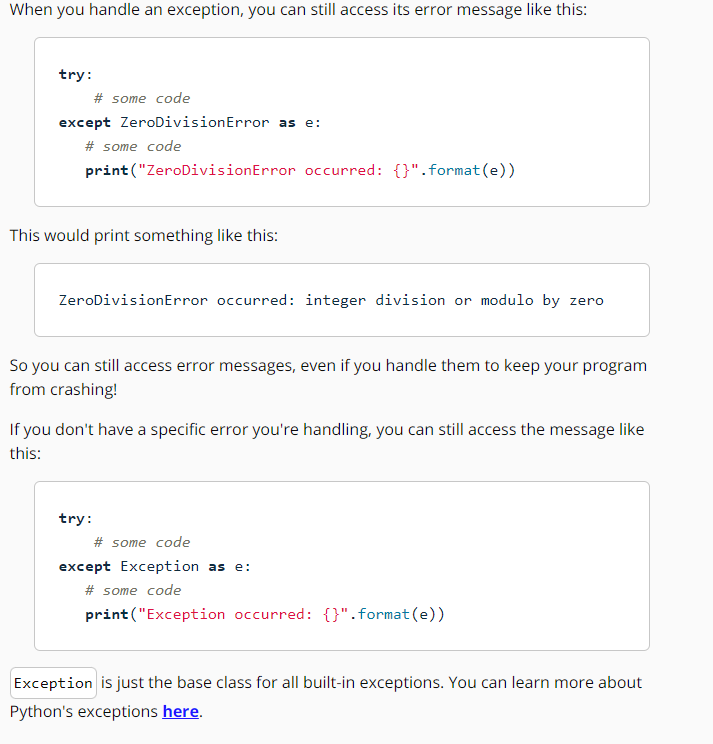 When you handle an exception, you can still access its error message like this:
try:
    # some code
except ZeroDivisionError as e:
   # some code
   print("ZeroDivisionError occurred: {}".format(e))
This would print something like this:
ZeroDivisionError occurred: integer division or modulo by zero
So you can still access error messages, even if you handle them to keep your program
from crashing!
If you don't have a specific error you're handling, you can still access the message like
this:
try:
    # some code
except Exception as e:
   # some code
   print("Exception occurred: {}".format(e))
Exception is just the base class for all built-in exceptions. You can learn more about
Python's exceptions here.